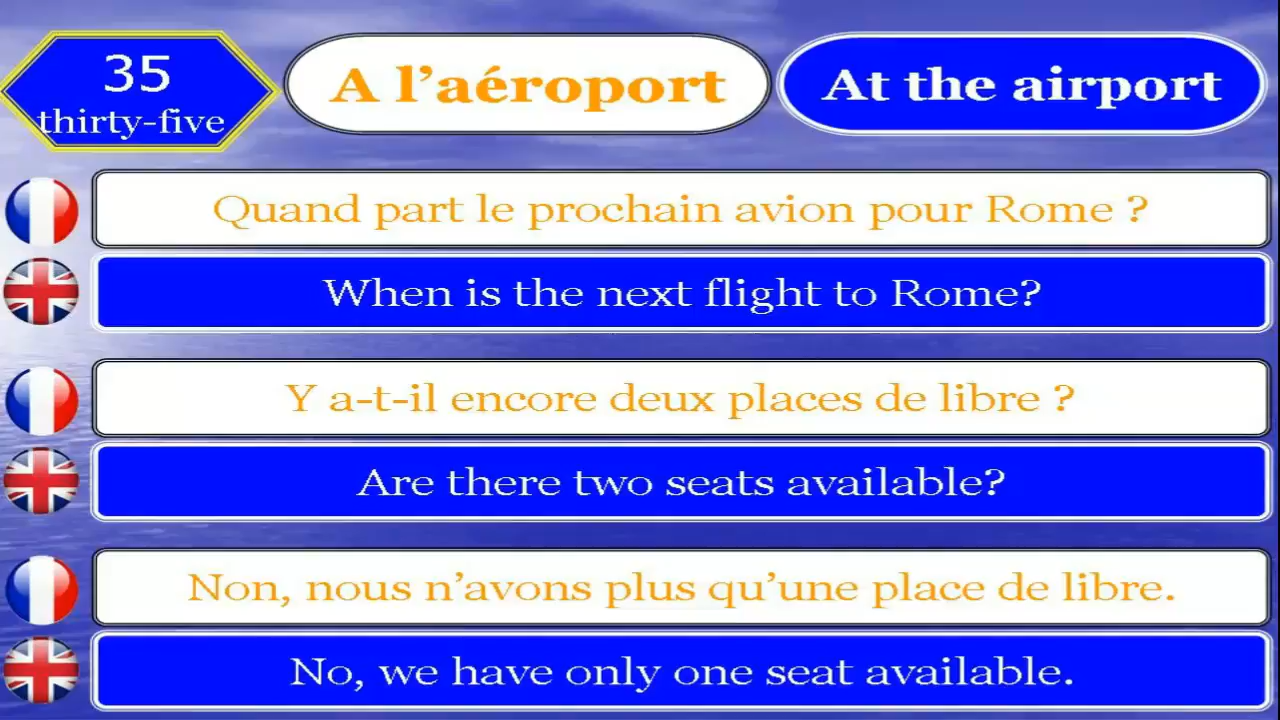 35
thirty-five
A l’aéroport
At the airport
Quand part le prochain avion pour Rome ?
When is the next flight to Rome?
Y a-t-il encore deux places de libre ?
Are there two seats available?
Non, nous n’avons plus qu’une place de libre.
No, we have only one seat available.